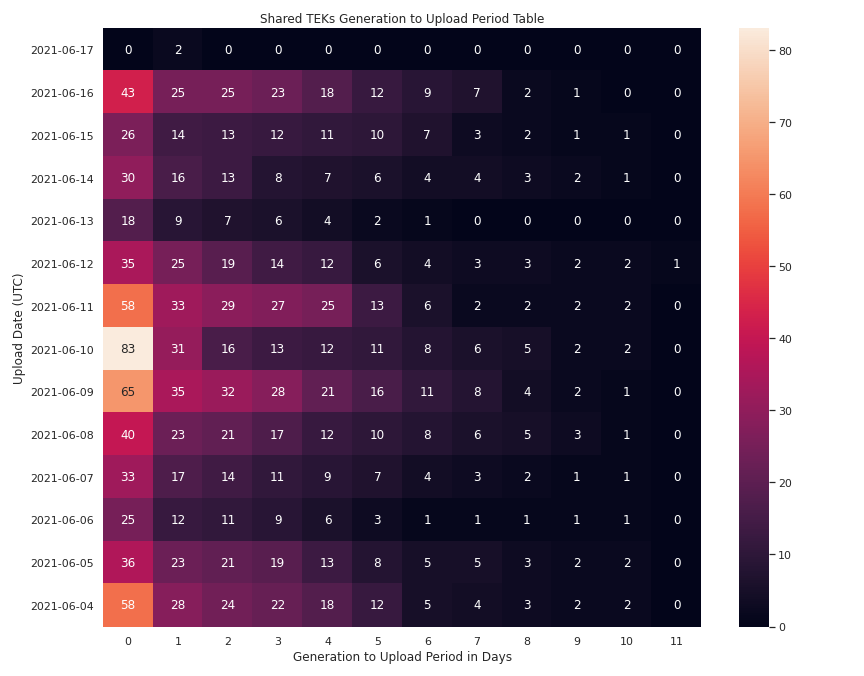 Shared TEKs Generation to Upload Period Table
Upload Date (UTC)
2021-06-17 0 2 0 0 0 0 0 0 0 0 0 0
2021-06-16 43 25 25 23 18 12 9 7 2 1 0 0
2021-06-15 26 14 13 12 11 10 7 3 2 1 1 0
2021-06-14 30 16 13 8 7 6 4 4 3 2 1 0
2021-06-13 18 9 7 6 4 2 1 0 0 0 0 0
2021-06-12 35 25 19 14 12 6 4 3 3 2 2 1
2021-06-11 58 33 29 27 25 13 6 2 2 2 2 0
2021-06-10 83 31 16 13 12 11 8 6 5 2 2 0
2021-06-09 65 35 32 28 21 16 11 8 4 2 1 0
2021-06-08 40 23 21 17 12 10 8 6 5 3 1 0
2021-06-07 33 17 14 11 9 7 4 3 2 1 1 0
2021-06-06 25 12 11 9 6 3 1 1 1 1 1 0
2021-06-05 36 23 21 19 13 8 5 5 3 2 2 0
2021-06-04 58 28 24 22 18 12 5 4 3 2 2 0
0 1 2 3 4 5 6 7 8 9 10 11
Generation to Upload Period in Days
80
70
60
50
40
30
20
10
0